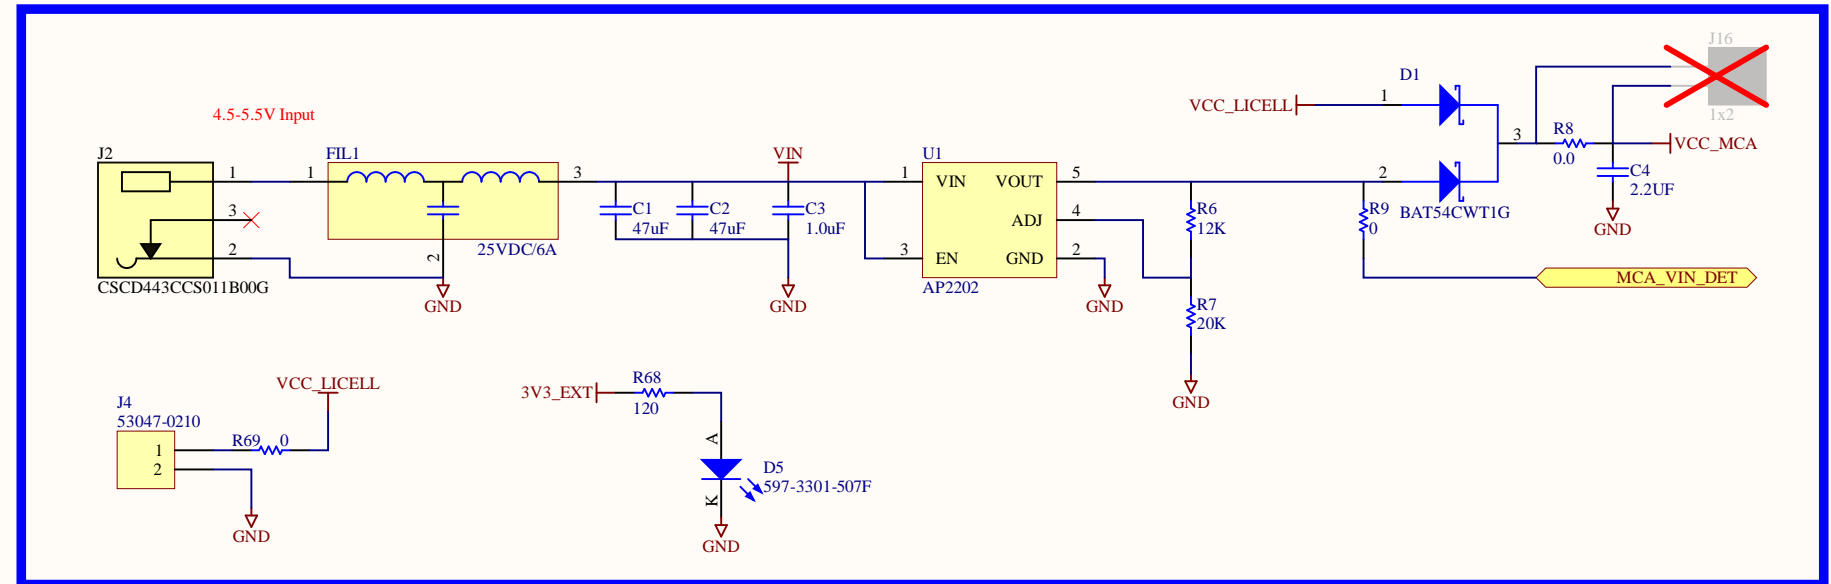 J16
1x2
D1
VCC_LICELL
1
3
R8
0.0
VCC_MCA
C4
2.2UF
GND
4.5-5.5V Input
J2
1
3
2
CSCD443CCS011B00G
FIL1
1
3
2
25VDC/6A
GND
VIN
C1
47uF
C2
47uF
C3
1.0uF
GND
U1
1
VIN
VOUT
5
ADJ
4
3
EN
GND
2
AP2202
GND
R6
12K
R7
20K
GND
2
BAT54CWT1G
R9
0
MCA_VIN_DET
VCC_LICELL
J4
53047-0210
1
2
R69
0
GND
3V3_EXT
R68
120
A
D5
597-3301-507F
K
GND